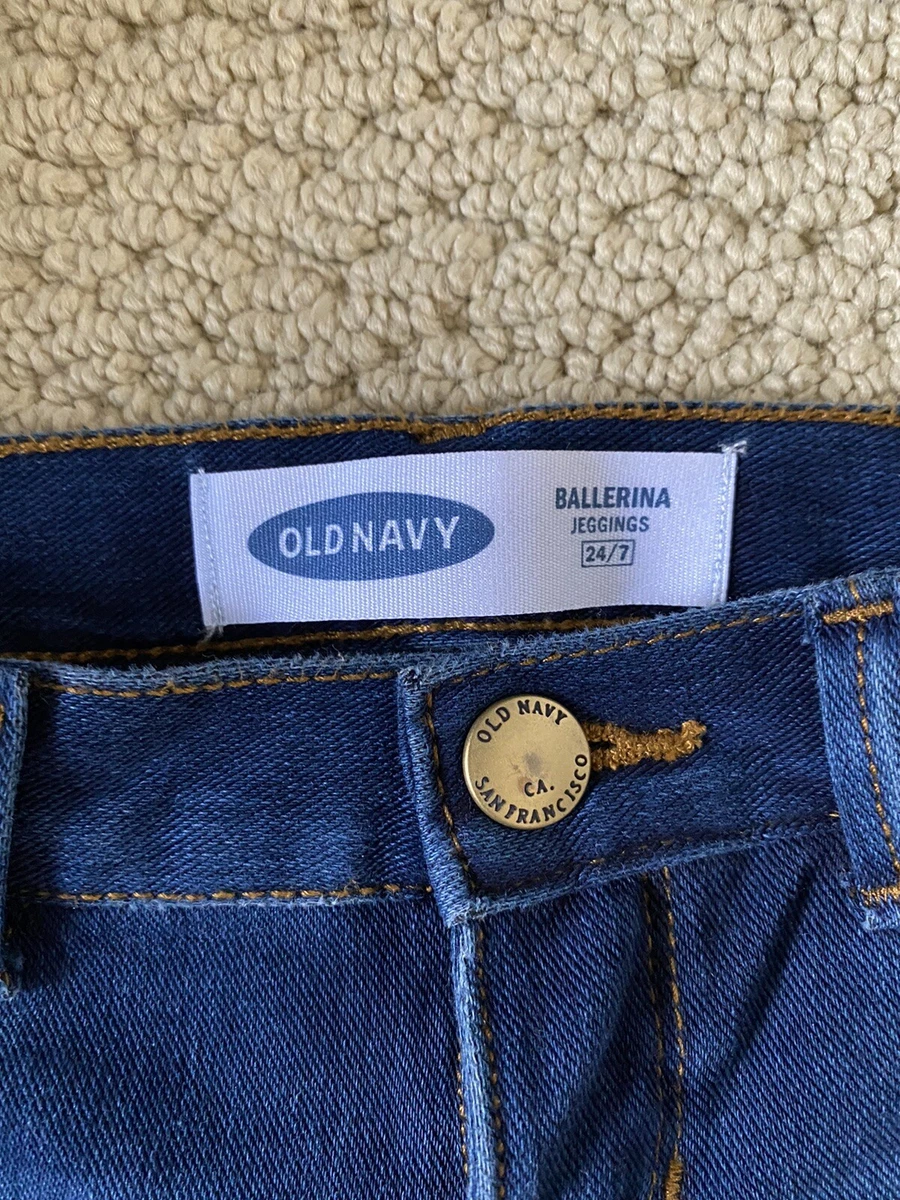 OLD NAVY
BALLERINA
JEGGINGS
24/7
OLD NAVY
CA.
SAN FRANCISCO